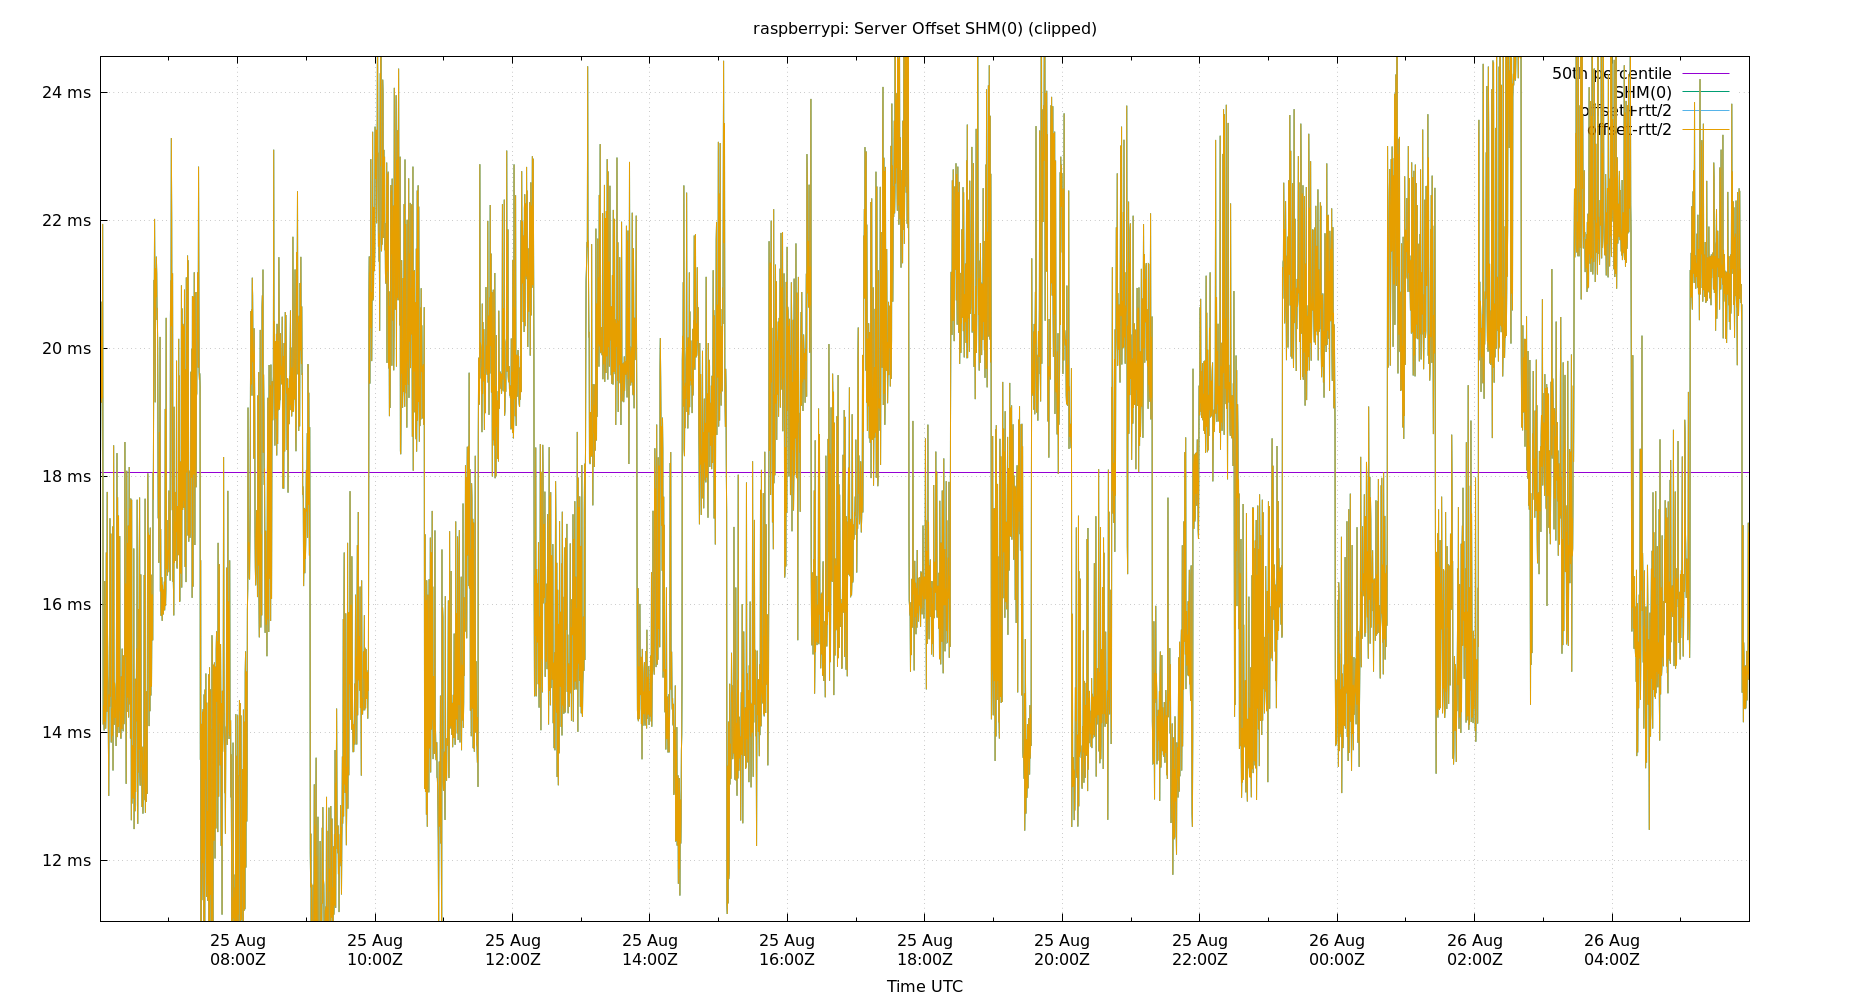 raspberrypi: Server Offset SHM(0) (clipped)
50th percentile
SHM(0)
offset+rtt/2
offset-rtt/2
24 ms
22 ms
20 ms
18 ms
16 ms
14 ms
12 ms
25 Aug 25 Aug 25 Aug 25 Aug 25 Aug 25 Aug 25 Aug 25 Aug 26 Aug 26 Aug 26 Aug
08:00Z 10:00Z 12:00Z 14:00Z 16:00Z 18:00Z 20:00Z 22:00Z 00:00Z 02:00Z 04:00Z
Time UTC